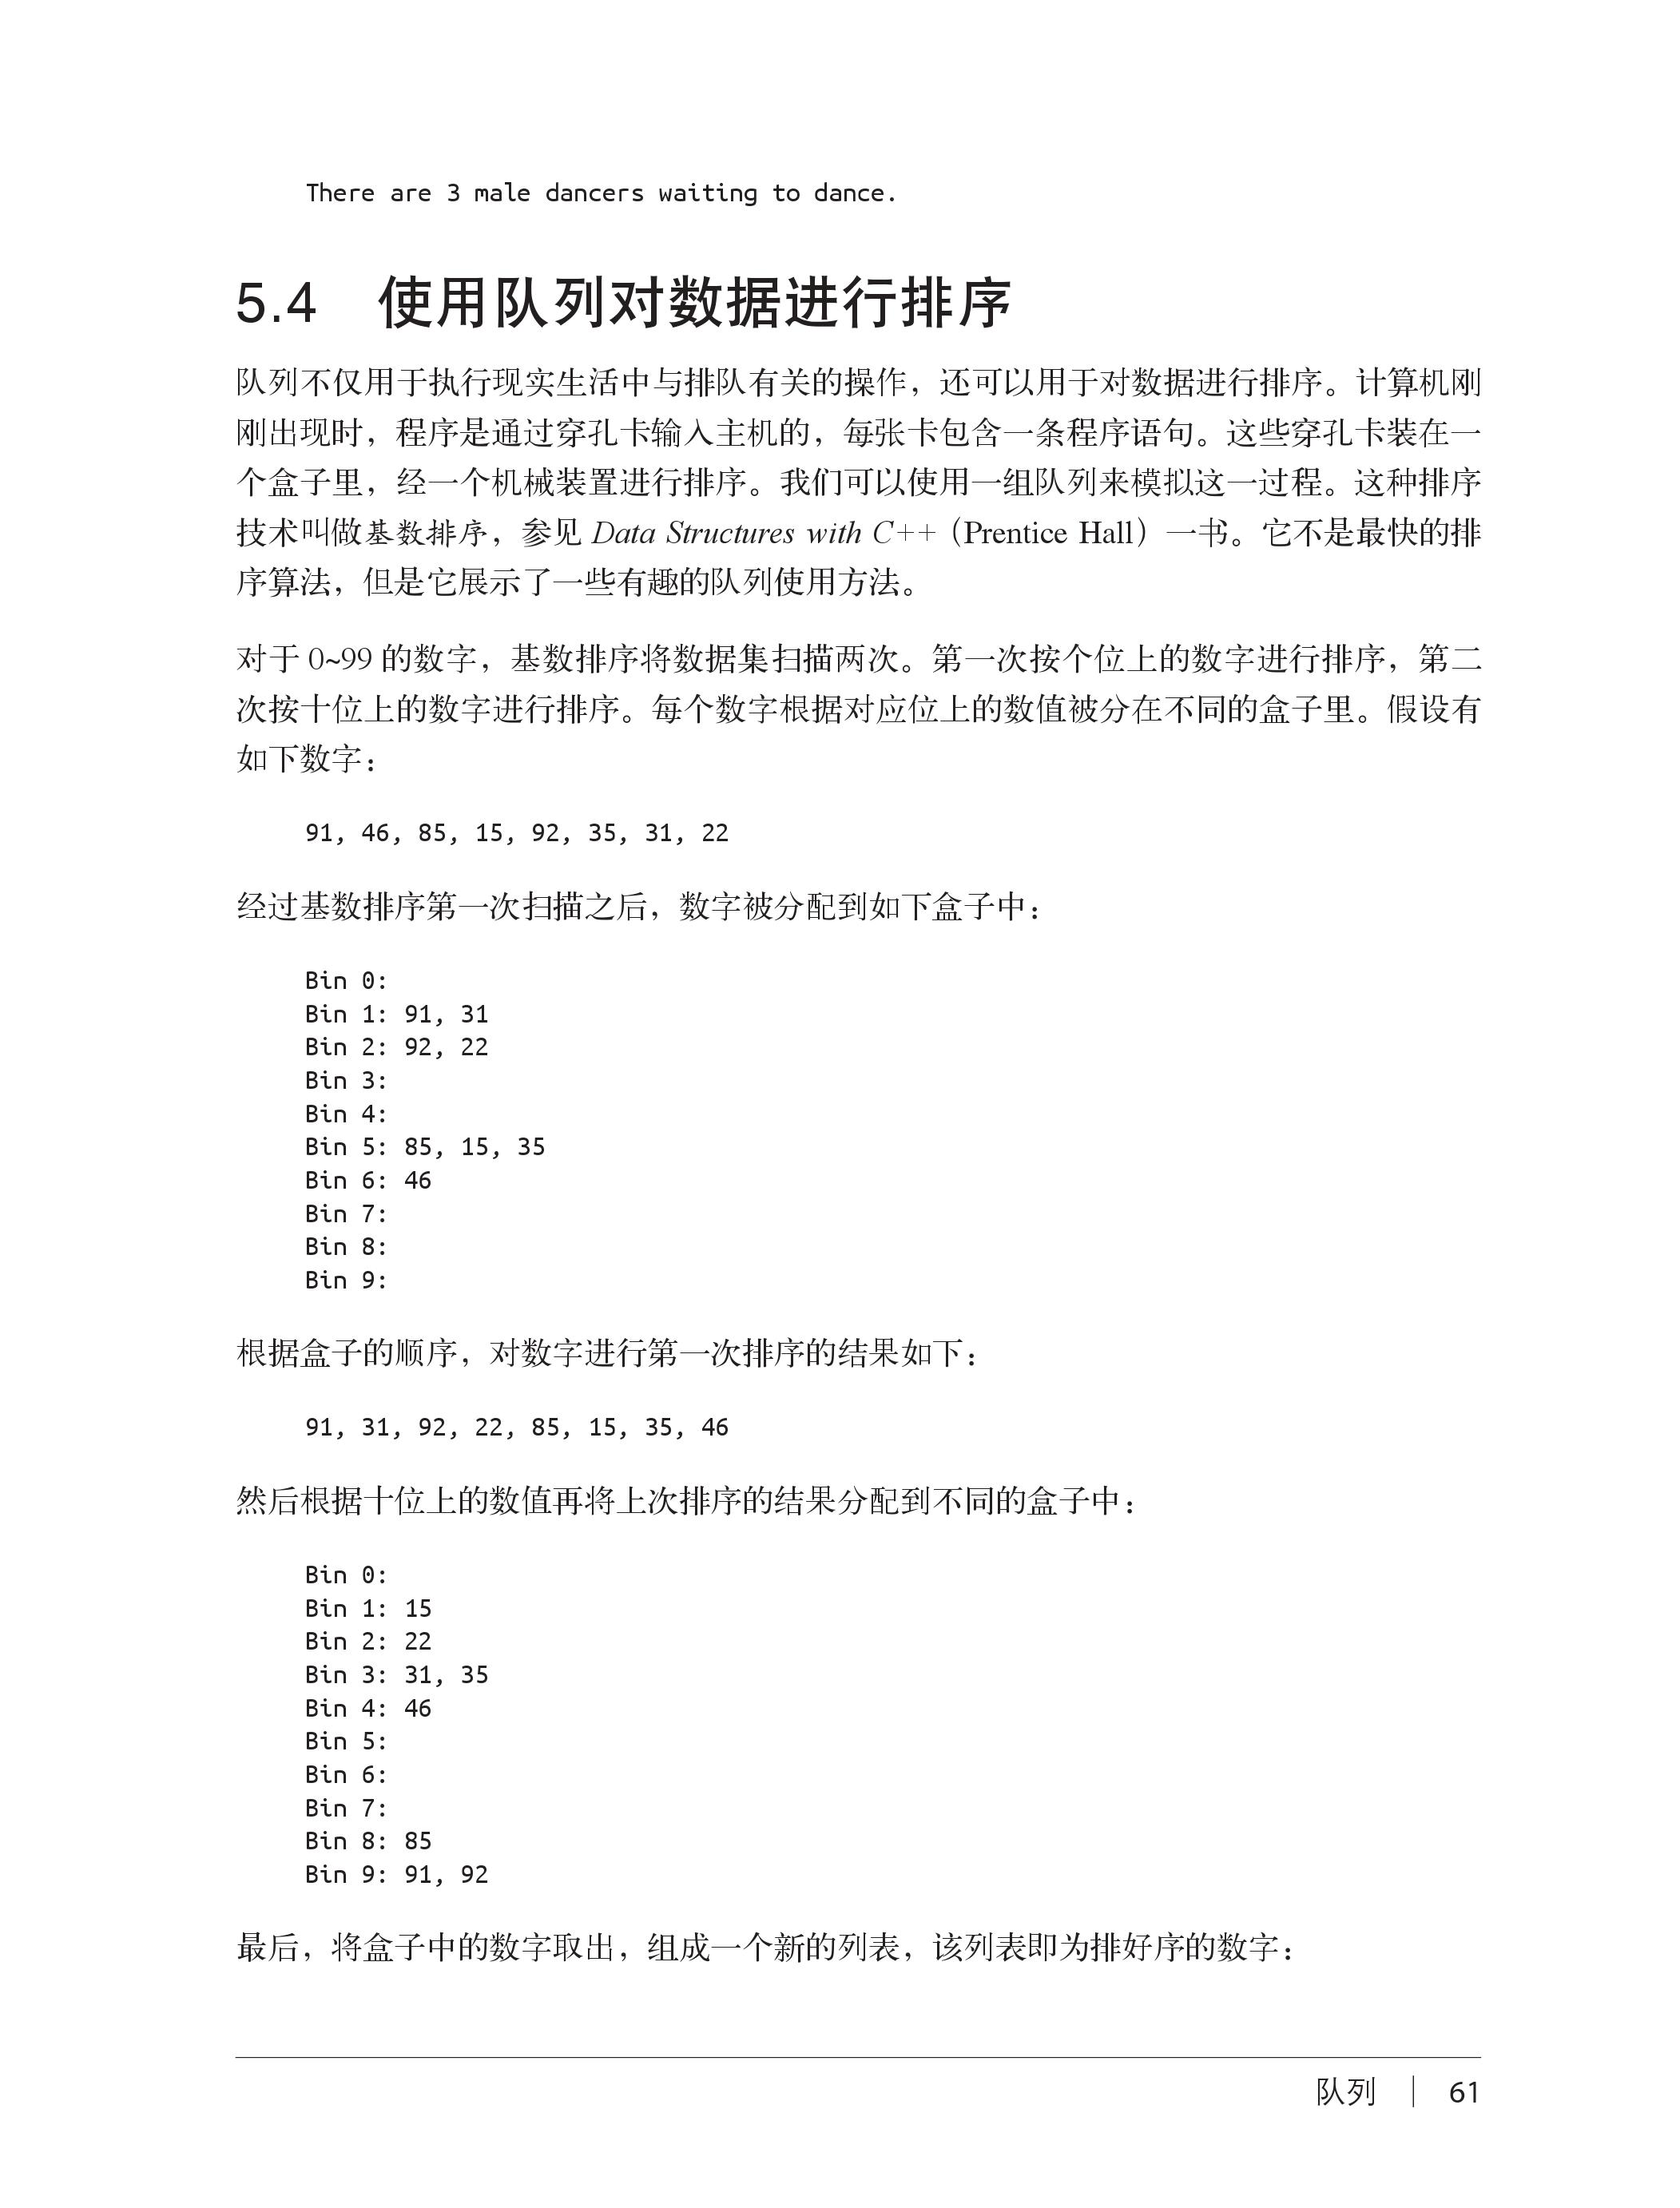 There are 3 male dancers waiting to dance.
5.4 使用队列对数据进行排序
队列不仅用于执行现实生活中与排队有关的操作，还可以用于对数据进行排序。计算机刚
刚出现时，程序是通过穿孔卡输入主机的，每张卡包含一条程序语句。这些穿孔卡装在一
个盒子里，经一个机械装置进行排序。我们可以使用一组队列来模拟这一过程。这种排序
技术叫做基数排序，参见 Data Structures with C++（Prentice Hall）一书。它不是最快的排
序算法，但是它展示了一些有趣的队列使用方法。
对于 0~99 的数字，基数排序将数据集扫描两次。第一次按个位上的数字进行排序，第二
次按十位上的数字进行排序。每个数字根据对应位上的数值被分在不同的盒子里。假设有
如下数字：
91, 46, 85, 15, 92, 35, 31, 22
经过基数排序第一次扫描之后，数字被分配到如下盒子中：
Bin 0:
Bin 1: 91, 31
Bin 2: 92, 22
Bin 3:
Bin 4:
Bin 5: 85, 15, 35
Bin 6: 46
Bin 7:
Bin 8:
Bin 9:
根据盒子的顺序，对数字进行第一次排序的结果如下：
91, 31, 92, 22, 85, 15, 35, 46
然后根据十位上的数值再将上次排序的结果分配到不同的盒子中：
Bin 0:
Bin 1: 15
Bin 2: 22
Bin 3: 31, 35
Bin 4: 46
Bin 5:
Bin 6:
Bin 7:
Bin 8: 85
Bin 9: 91, 92
最后，将盒子中的数字取出，组成一个新的列表，该列表即为排好序的数字：
队列 | 61